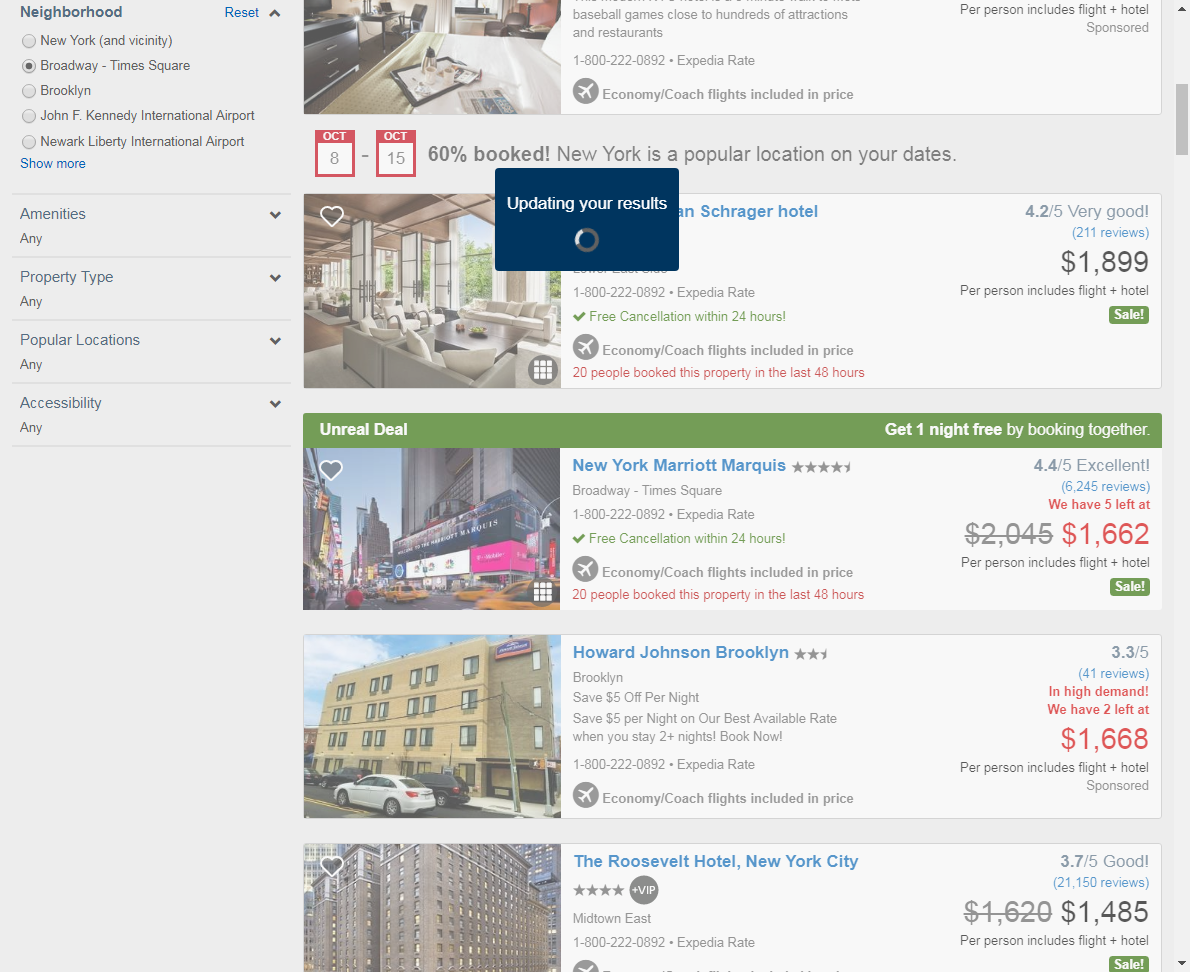 Neighborhood
Reset
New York (and vicinity)
Broadway - Times Square
Brooklyn
John F. Kennedy International Airport
Newark Liberty International Airport
Show more
Amenities
Any
Property Type
Any
Popular Locations
Any
Accessibility
Any
baseball games close to hundreds of attractions
and restaurants
1-800-222-0892 • Expedia Rate
Economy/Coach flights included in price
Per person includes flight + hotel
Sponsored
OCT
8
-
OCT
15
60% booked! New York is a popular location on your dates.
Updating your results
an Schrager hotel
Lower East Side
1-800-222-0892 • Expedia Rate
Free Cancellation within 24 hours!
Economy/Coach flights included in price
20 people booked this property in the last 48 hours
4.2/5 Very good!
(211 reviews)
$1,899
Per person includes flight + hotel
Sale!
Unreal Deal
Get 1 night free by booking together.
New York Marriott Marquis
Broadway - Times Square
1-800-222-0892 • Expedia Rate
Free Cancellation within 24 hours!
Economy/Coach flights included in price
20 people booked this property in the last 48 hours
4.4/5 Excellent!
(6,245 reviews)
We have 5 left at
$2,045 $1,662
Per person includes flight + hotel
Sale!
Howard Johnson Brooklyn
Brooklyn
Save $5 Off Per Night
Save $5 per Night on Our Best Available Rate
when you stay 2+ nights! Book Now!
1-800-222-0892 • Expedia Rate
Economy/Coach flights included in price
3.3/5
(41 reviews)
In high demand!
We have 2 left at
$1,668
Per person includes flight + hotel
Sponsored
The Roosevelt Hotel, New York City
+VIP
Midtown East
1-800-222-0892 • Expedia Rate
3.7/5 Good!
(21,150 reviews)
$1,620 $1,485
Per person includes flight + hotel
Sale!